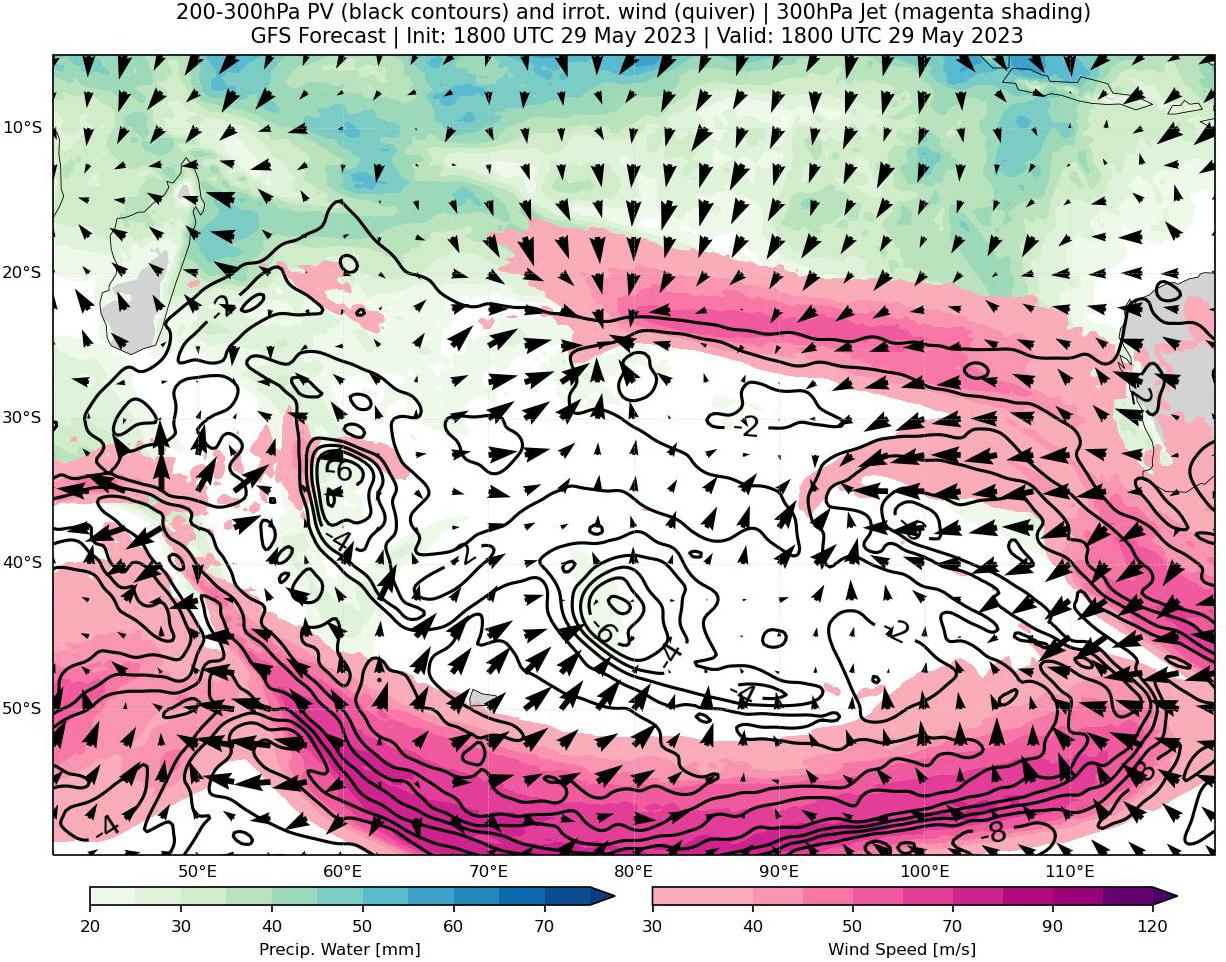 200-300hPa PV (black contours) and irrot. wind (quiver) | 300hPa Jet (magenta shading)
GFS Forecast | Init: 1800 UTC 29 May 2023 | Valid: 1800 UTC 29 May 2023
10°S
20°S
-2
2
30°S
-2
-6
-4
-2
40°S
-2
-6
-4
-4
50°S
-4
-8
50°E 60°E 70°E 80°E 90°E 100°E 110°E
20 30 40 50 60 70
30 40 50 70 90 120
Precip. Water [mm]
Wind Speed [m/s]